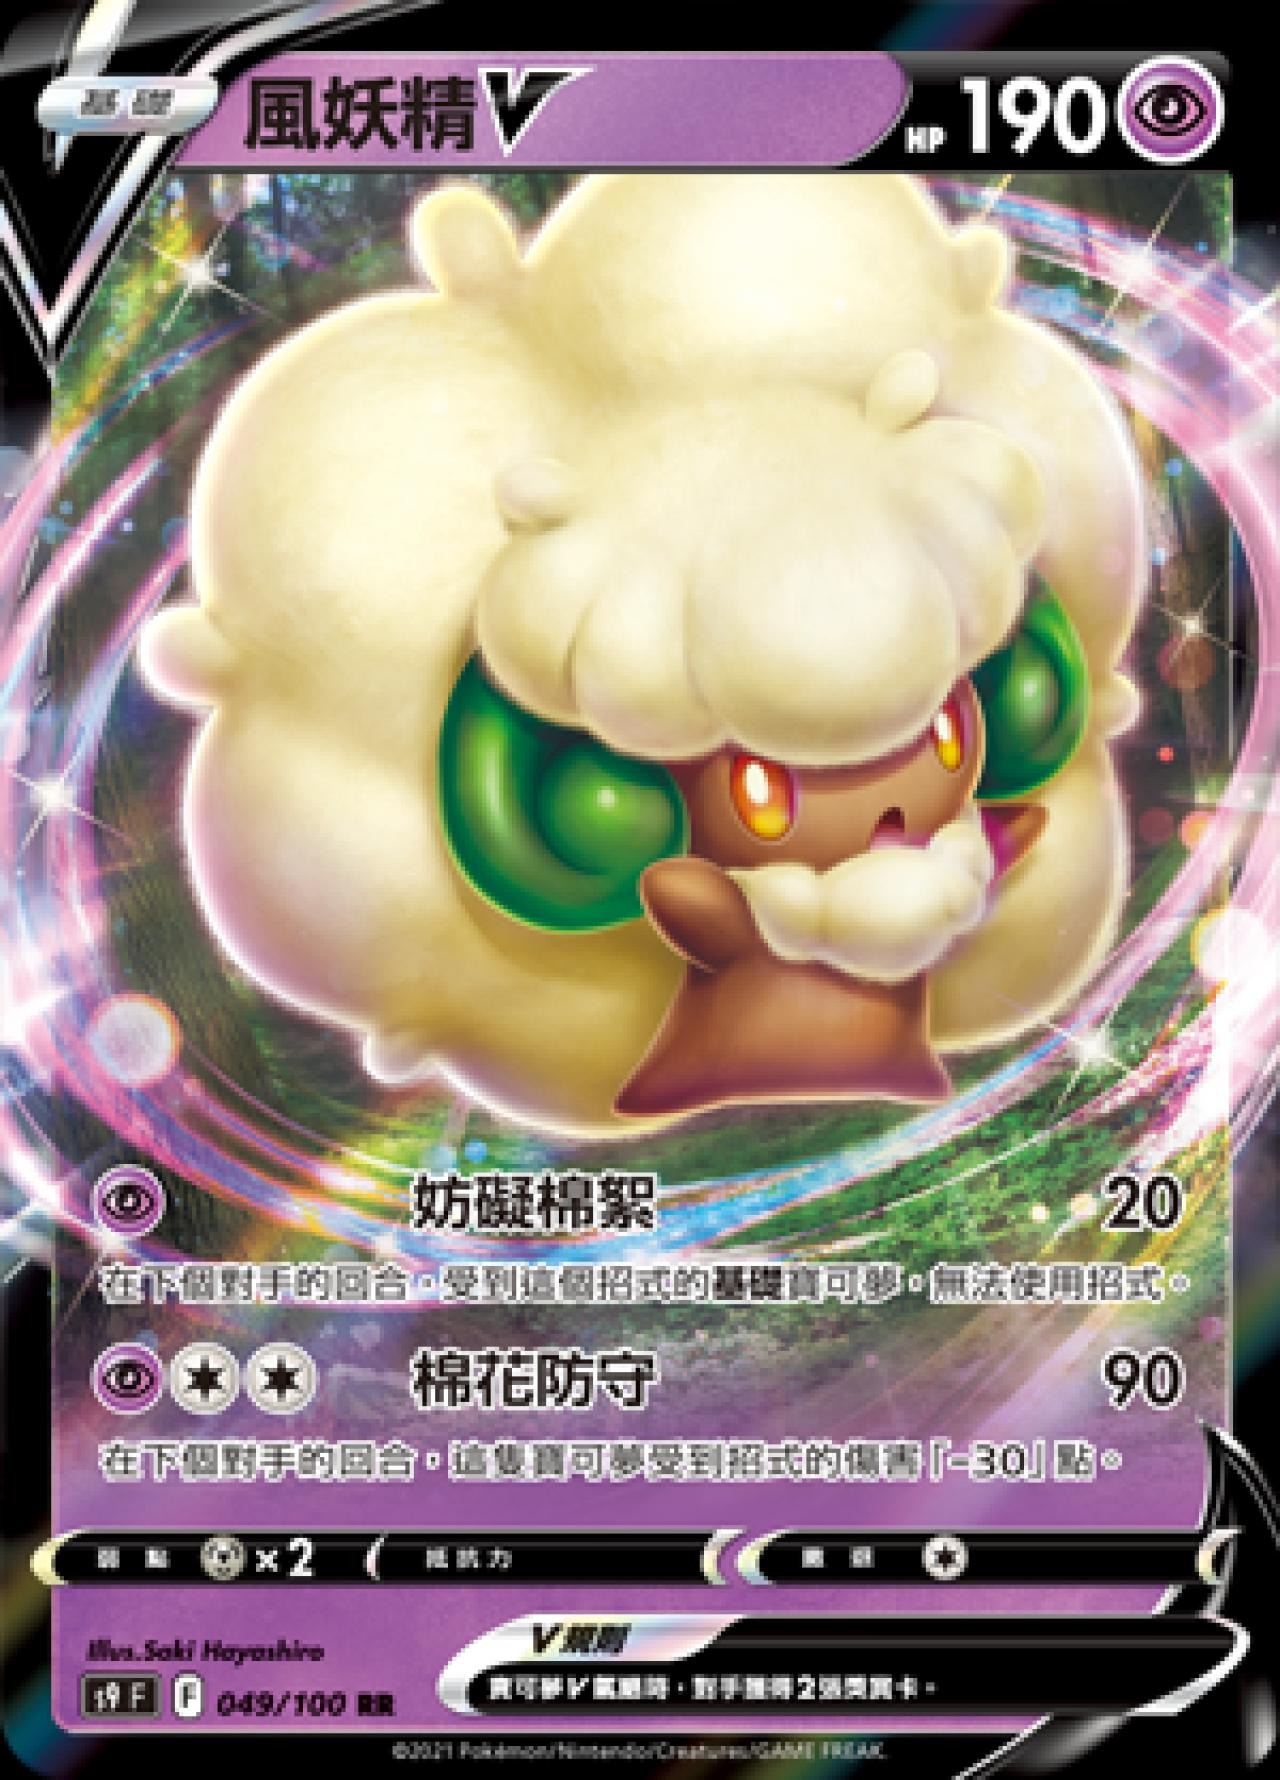 基礎 風妖精V HP 190
妨礙棉絮 20
在下個對手的回合，受到這個招式的基礎寶可夢，無法使用招式。
棉花防守 90
在下個對手的回合，這隻寶可夢受到招式的傷害「-30」點。
弱點 ×2 抵抗力 撤退
Illus.Saki Hayashiro
V規則
寶可夢V氣絕時，對手獲得2張獎賞卡。
s9 F F 049/100 RR
©2021 Pokémon/Nintendo/Creatures/GAME FREAK.